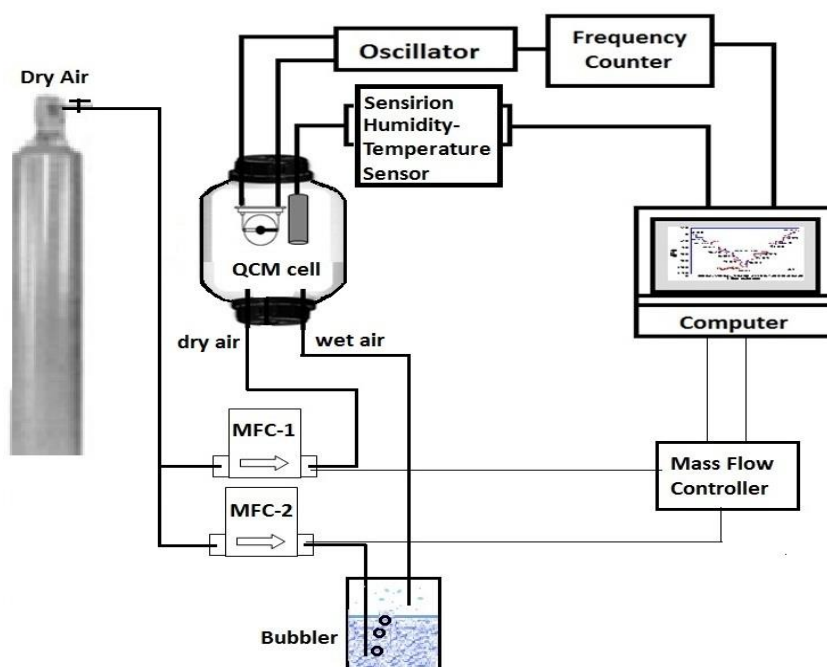 Dry Air
Oscillator
Frequency
Counter
Sensirion
Humidity-
Temperature
Sensor
QCM cell
Computer
dry air
wet air
MFC-1
Mass Flow
Controller
MFC-2
Bubbler